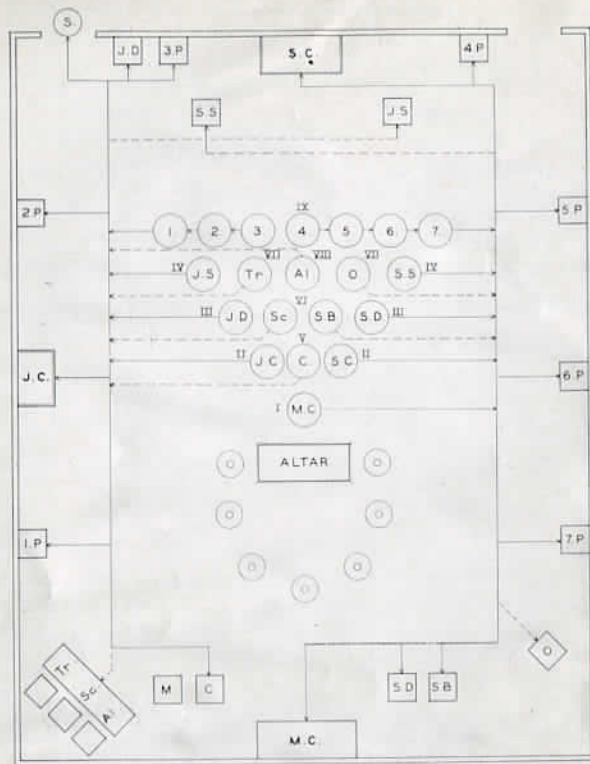 S.
J.D 3.P S.C. 4.P
S.S J.S
2.P 5.P
IX
1 2 3 4 5 6 7
VII VIII VII
IV J.S Tr Al O S.S IV
VI
III J.D Sc S.B S.D III
V
II J.C C. S.C II
J.C. 6.P
I M.C
O ALTAR O
O O
1.P 7.P
O O
O
O
Tr
Sc
Al
M C S.D S.B
M.C.